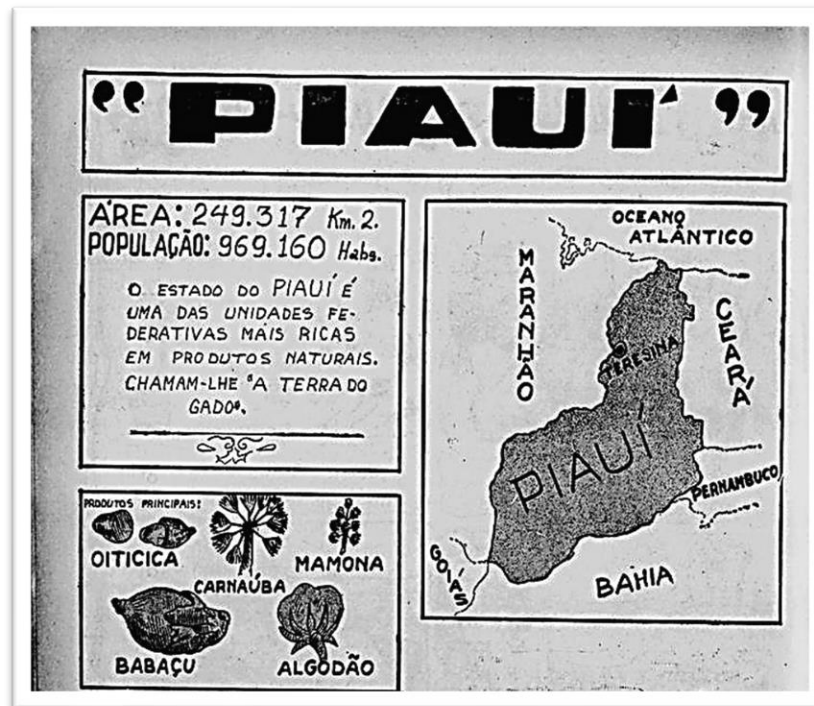 "PIAUÍ"
ÁREA: 249.317 Km. 2.
POPULAÇÃO: 969.160 Habs.
O ESTADO DO PIAUÍ É
UMA DAS UNIDADES FE-
DERATIVAS MAIS RICAS
EM PRODUTOS NATURAIS.
CHAMAM-LHE "A TERRA DO
GADO".
PRODUTOS PRINCIPAIS:
OITICICA
CARNAÚBA
MAMONA
BABAÇU
ALGODÃO
OCEANO
ATLÂNTICO
MARANHÃO
CEARÁ
TERESINA
PIAUÍ
PERNAMBUCO
GOIÁS
BAHIA